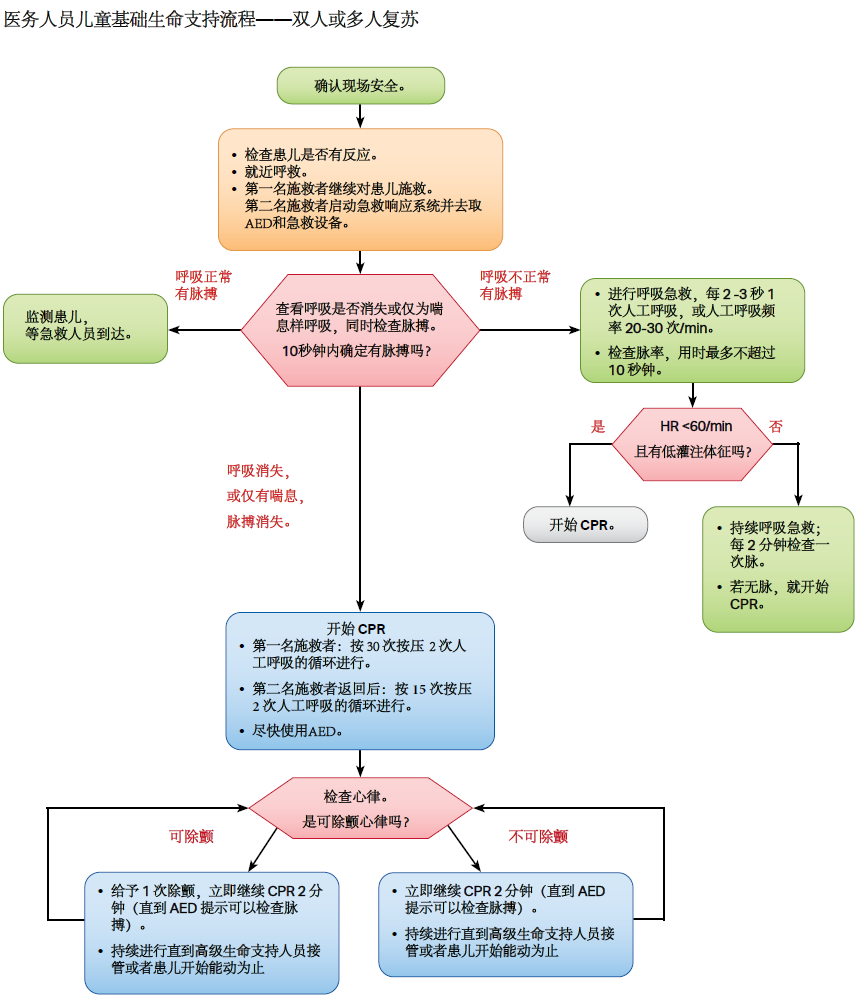 医务人员儿童基础生命支持流程——双人或多人复苏
确认现场安全。
• 检查患儿是否有反应。
• 就近呼救。
• 第一名施救者继续对患儿施救。
第二名施救者启动急救响应系统并去取
AED和急救设备。
呼吸正常
有脉搏
呼吸不正常
有脉搏
监测患儿，
等急救人员到达。
查看呼吸是否消失或仅为喘
息样呼吸，同时检查脉搏。
10秒钟内确定有脉搏吗？
• 进行呼吸急救，每 2 -3 秒 1
次人工呼吸，或人工呼吸频
率 20-30 次/min。
• 检查脉率，用时最多不超过
10 秒钟。
是
HR <60/min
且有低灌注体征吗？
否
呼吸消失，
或仅有喘息，
脉搏消失。
开始 CPR。
• 持续呼吸急救；
每 2 分钟检查一
次脉。
• 若无脉，就开始
CPR。
开始 CPR
• 第一名施救者：按 30 次按压 2 次人
工呼吸的循环进行。
• 第二名施救者返回后：按 15 次按压
2 次人工呼吸的循环进行。
• 尽快使用AED。
检查心律。
是可除颤心律吗？
可除颤
不可除颤
• 给予 1 次除颤，立即继续 CPR 2 分
钟（直到 AED 提示可以检查脉
搏）。
• 持续进行直到高级生命支持人员接
管或者患儿开始能动为止
• 立即继续 CPR 2 分钟（直到 AED
提示可以检查脉搏）。
• 持续进行直到高级生命支持人员接
管或者患儿开始能动为止